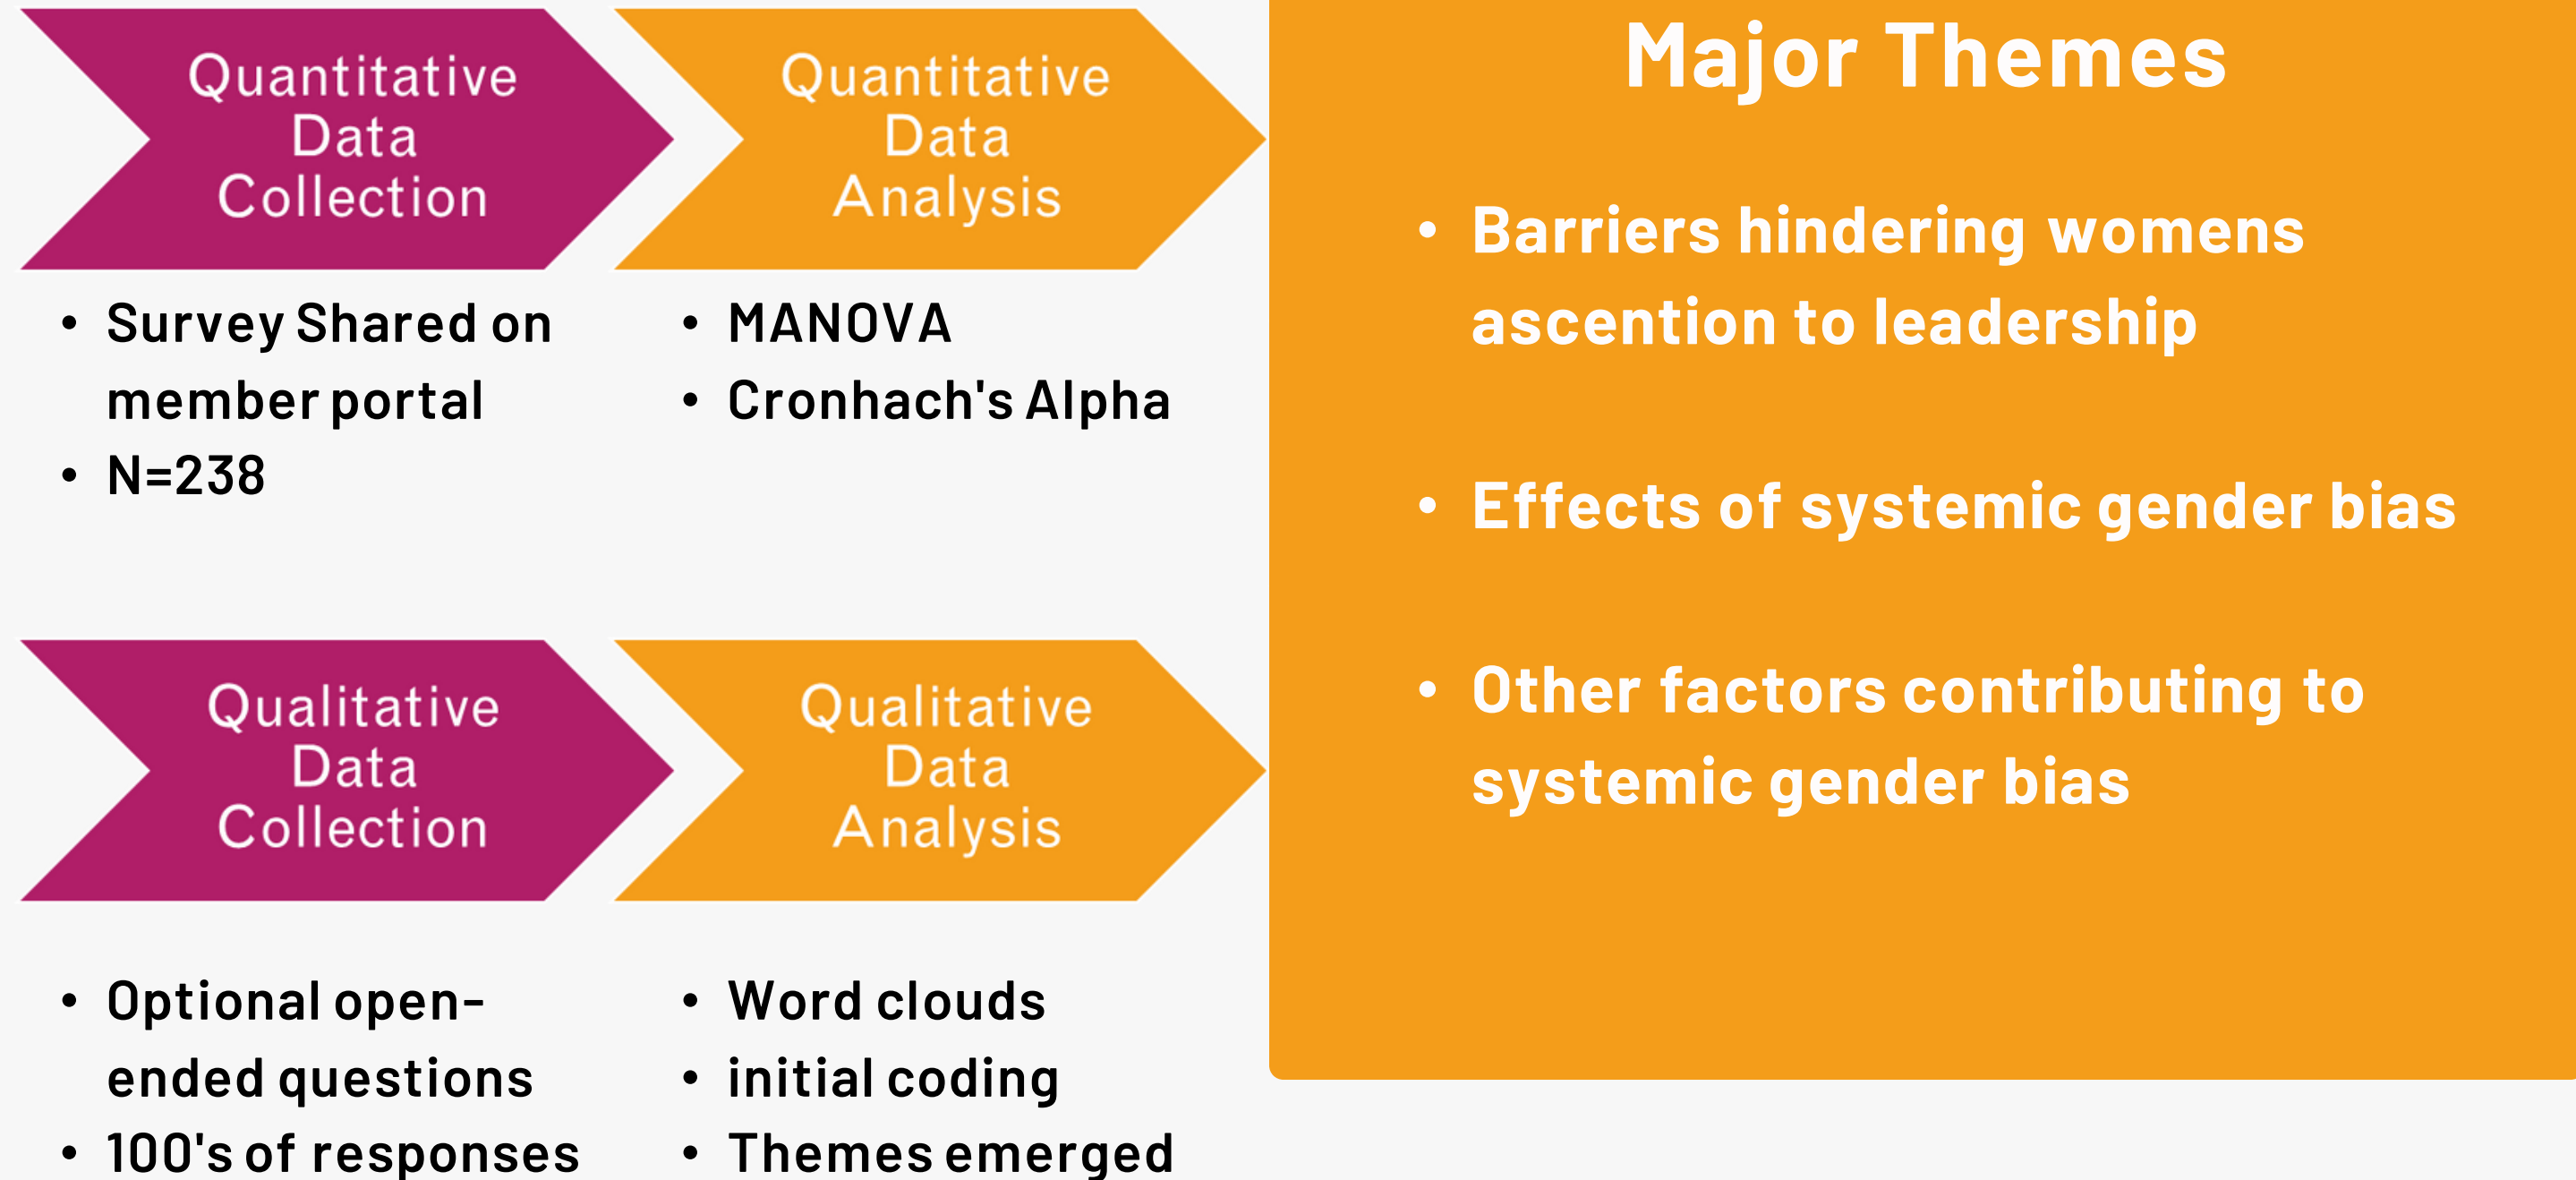 Quantitative
Data
Collection
Quantitative
Data
Analysis
• Survey Shared on
member portal
• N=238
• MANOVA
• Cronhach's Alpha
Qualitative
Data
Collection
Qualitative
Data
Analysis
• Optional open-
ended questions
• 100's of responses
• Word clouds
• initial coding
• Themes emerged
Major Themes
• Barriers hindering womens
ascention to leadership
• Effects of systemic gender bias
• Other factors contributing to
systemic gender bias